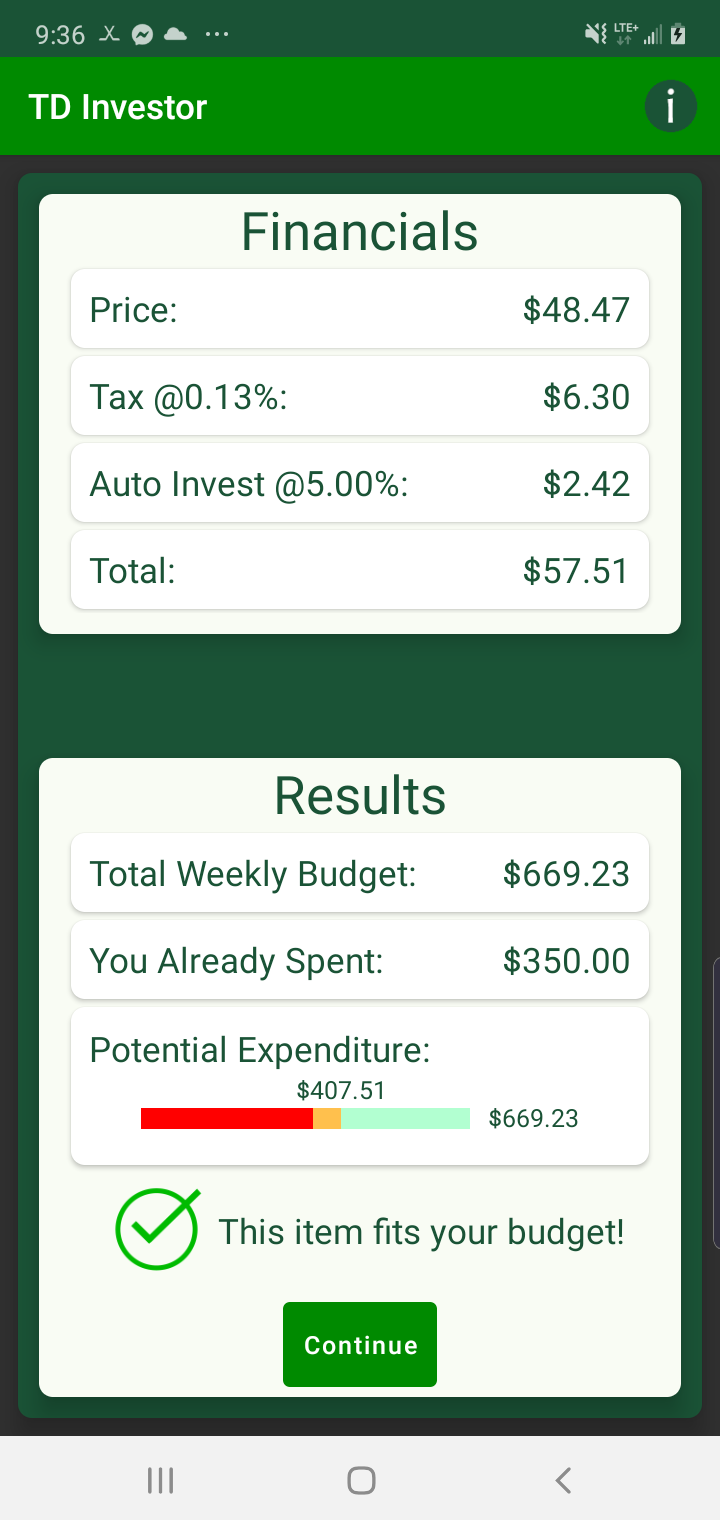 9:36 LTE+
TD Investor i
Financials
Price: $48.47
Tax @0.13%: $6.30
Auto Invest @5.00%: $2.42
Total: $57.51
Results
Total Weekly Budget: $669.23
You Already Spent: $350.00
Potential Expenditure:
$407.51
$669.23
This item fits your budget!
Continue